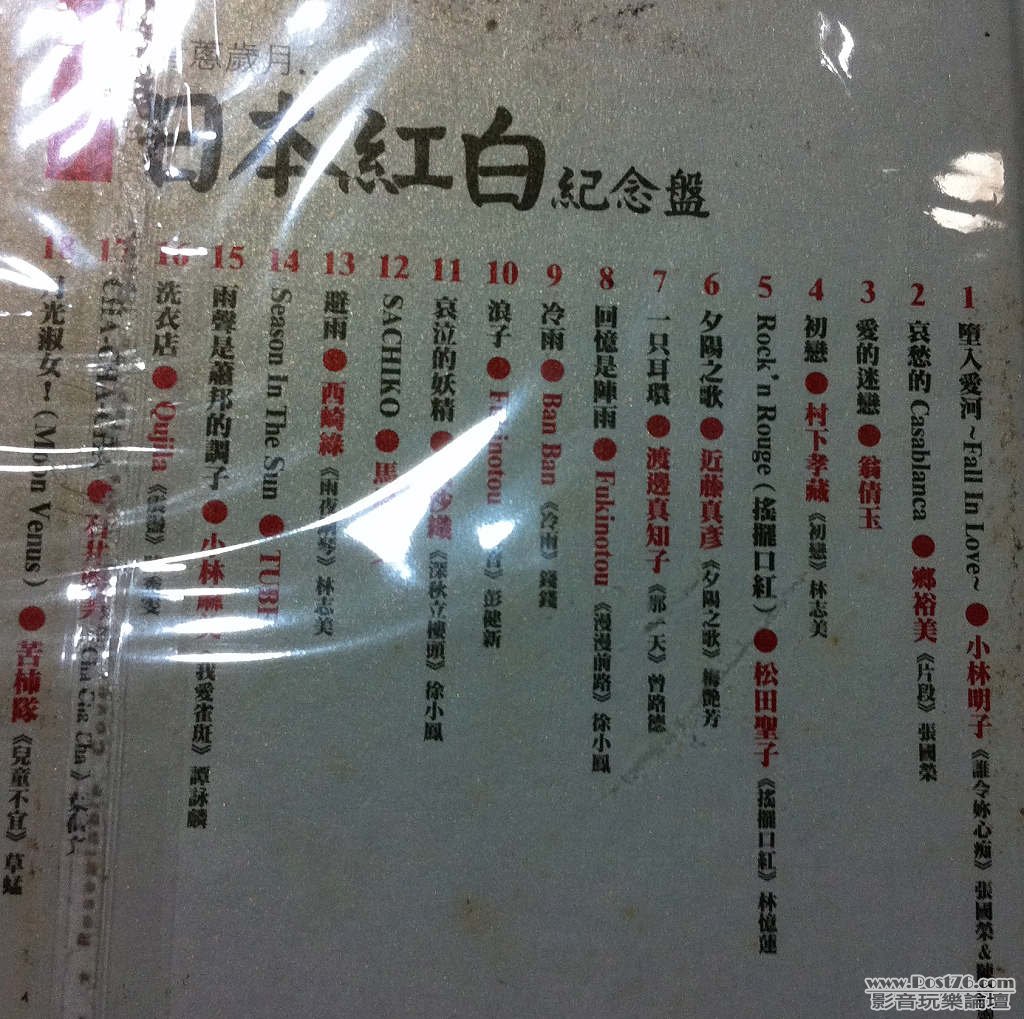 蔥歲月...
日本紅白紀念盤
1 墮入愛河~Fall In Love~ ● 小林明子《誰令妳心痴》張國榮&陳
2 哀愁的 Casablanca ● 鄉裕美《片段》張國榮
3 愛的迷戀 ● 翁倩玉
4 初戀 ● 村下孝藏《初戀》林志美
5 Rock'n Rouge(搖擺口紅)● 松田聖子《搖擺口紅》林憶蓮
6 夕陽之歌 ● 近藤真彥《夕陽之歌》梅艷芳
7 一只耳環 ● 渡邊真知子《郭一天》曾路德
8 回憶是陣雨 ● Fukinotou《漫漫前路》徐小鳳
9 冷雨 ● Ban Ban《冷雨》錢錢
10 浪子 ● 彭健新
11 哀泣的妖精 ● 《深秋立樓頭》徐小鳳
12 SACHIKO ● 馬
13 避雨 ● 西崎綠《雨夜 》林志美
14 Season In The Sun ● TUBE
15 雨聲是蕭邦的調子 ● 小林 美《我愛雀斑》譚詠麟
16 洗衣店 ● Qujila
17 ● Cha Cha Cha》
18 月光淑女!(Moon Venus)● 苦柿隊《兒童不宜》草蜢
www.Post76.com
影音玩樂論壇